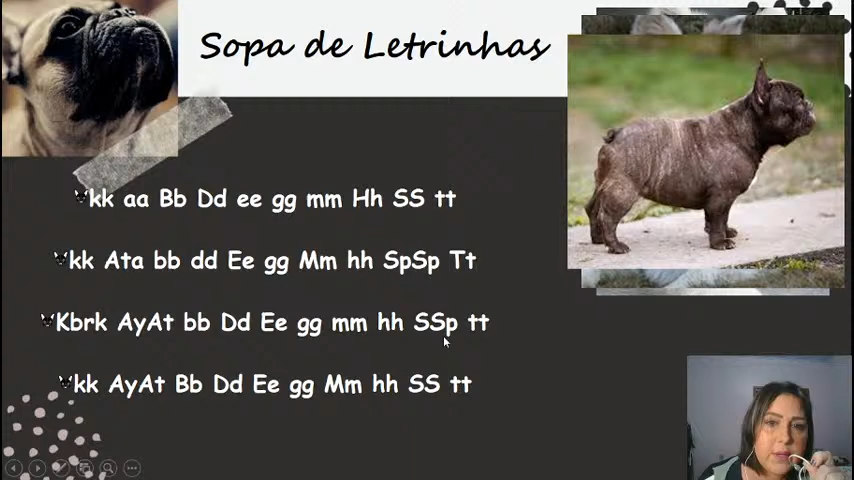 Sopa de Letrinhas
kk aa Bb Dd ee gg mm Hh SS tt
kk Ata bb dd Ee gg Mm hh SpSp Tt
Kbrk AyAt bb Dd Ee gg mm hh SSp tt
kk AyAt Bb Dd Ee gg Mm hh SS tt